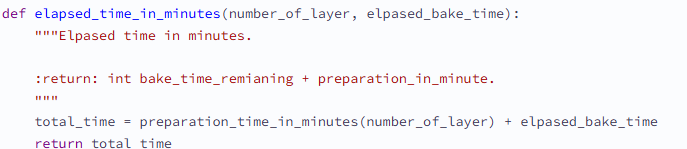 def elapsed_time_in_minutes(number_of_layer, elpased_bake_time):
"""Elpased time in minutes.
:return: int bake_time_remianing + preparation_in_minute.
"""
total_time = preparation_time_in_minutes(number_of_layer) + elpased_bake_time
return total_time